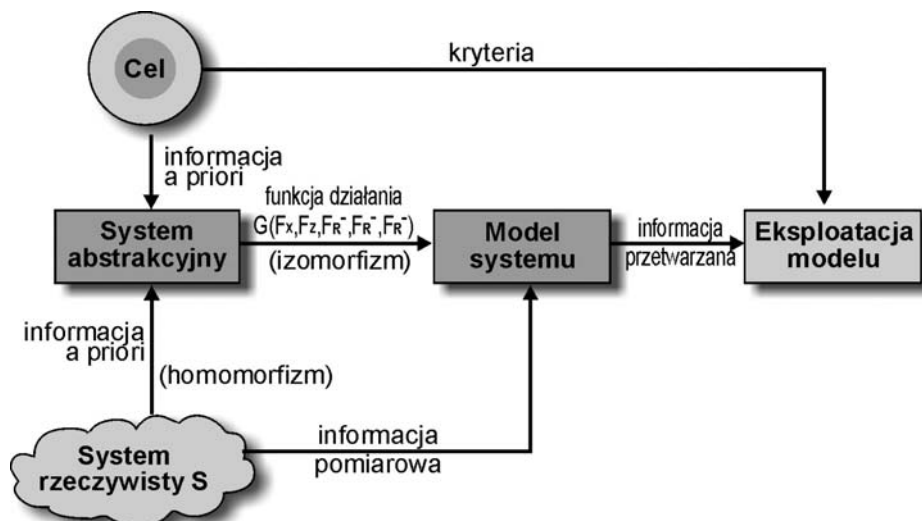 Cel
kryteria
informacja
a priori
funkcja działania
G(Fx,Fz,FR⁻,FR⁻,FR⁻)
(izomorfizm)
System
abstrakcyjny
Model
systemu
informacja
przetwarzana
Eksploatacja
modelu
informacja
a priori
(homomorfizm)
System
rzeczywisty S
informacja
pomiarowa